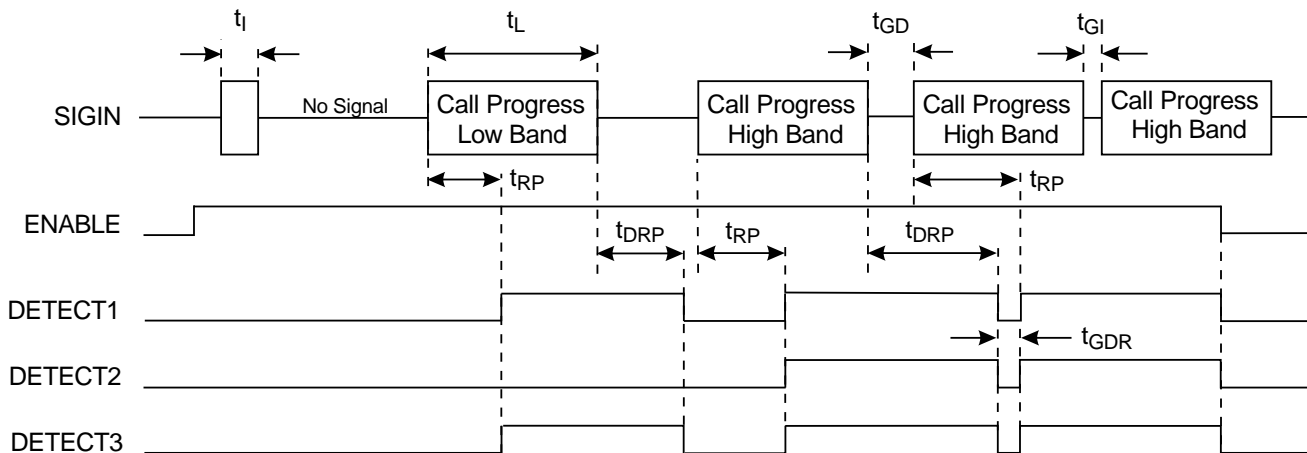 tI
tL
tGD
tGI
SIGIN
No Signal
Call Progress
Low Band
Call Progress
High Band
Call Progress
High Band
Call Progress
High Band
tRP
tRP
ENABLE
tDRP
tRP
tDRP
DETECT1
tGDR
DETECT2
DETECT3